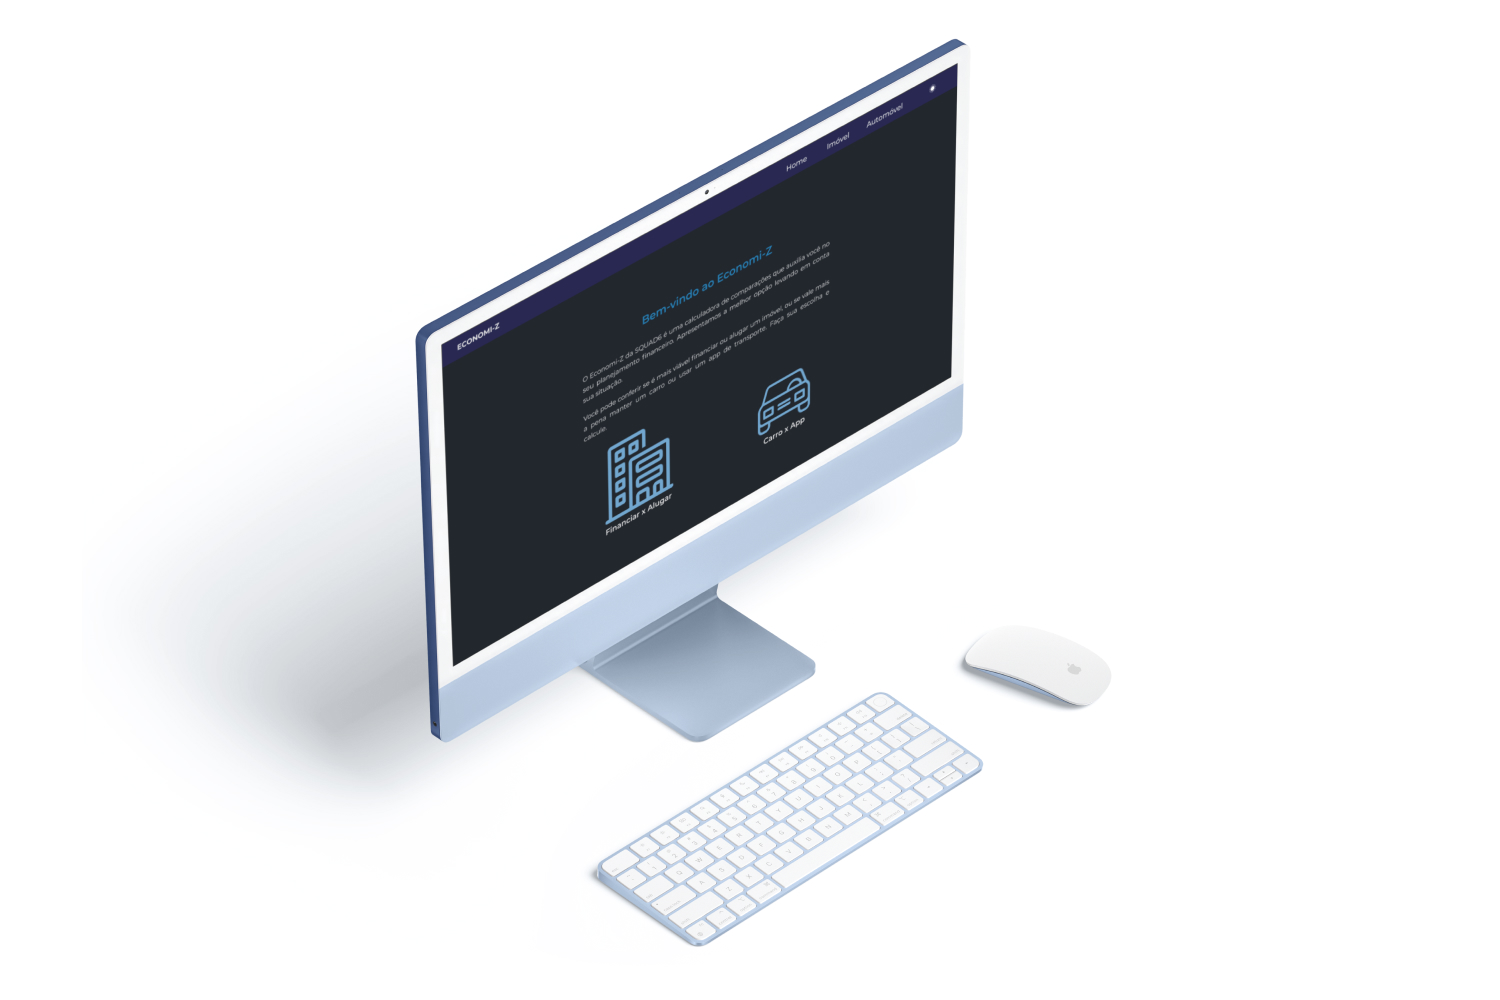 ECONOMI-Z
Home
Imóvel
Automóvel
Bem-vindo ao Economi-Z
O Economi-Z da SQUAD6 é uma calculadora de comparações que auxilia você no
seu planejamento financeiro. Apresentamos a melhor opção levando em conta
sua situação.
Você pode conferir se é mais viável financiar ou alugar um imóvel, ou se vale mais
a pena manter um carro ou usar um app de transporte. Faça sua escolha e
calcule.
Financiar x Alugar
Carro x App